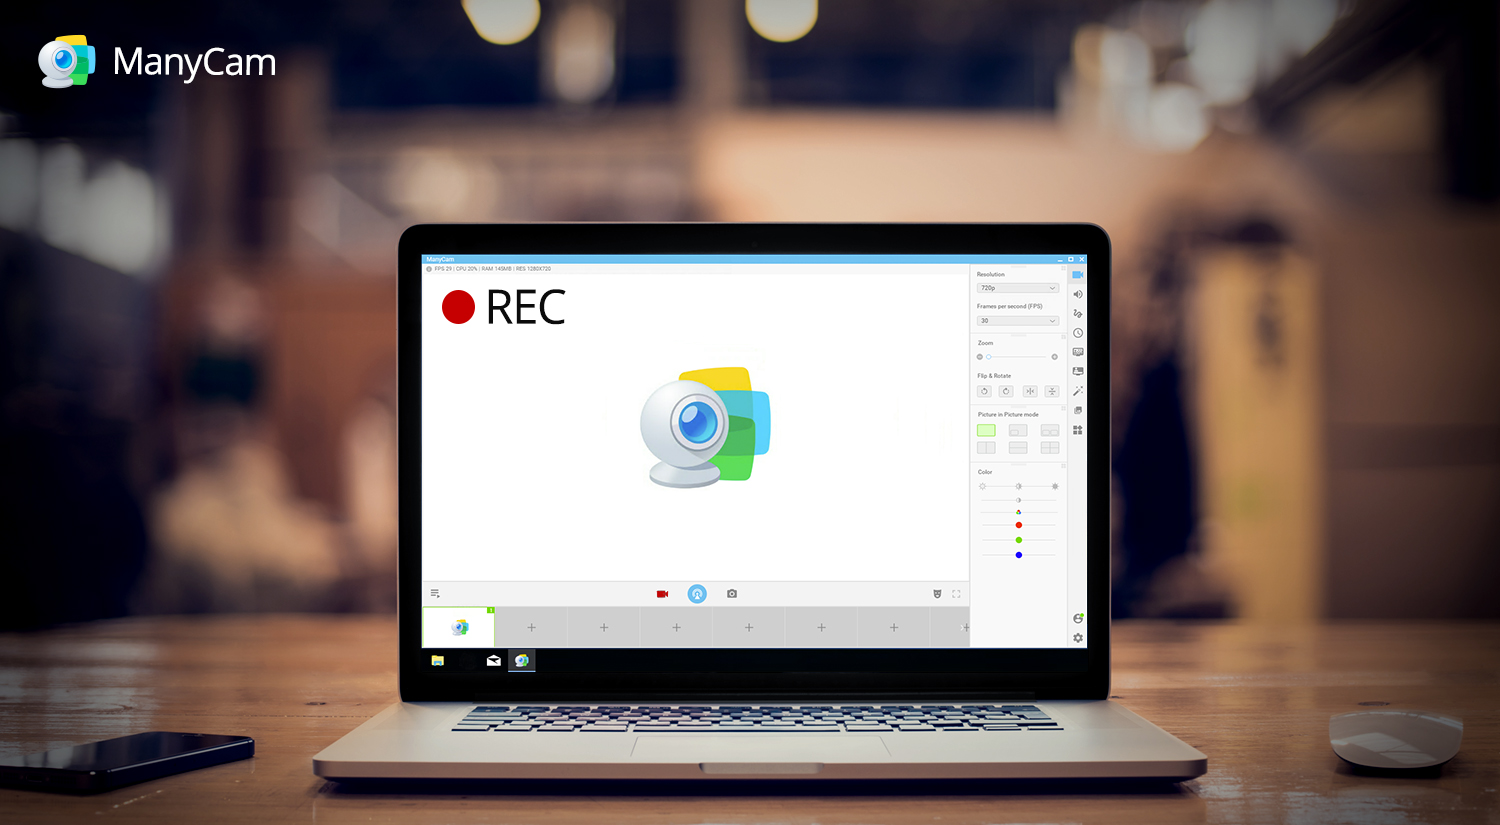 ManyCam
ManyCam
FPS 29 | CPU 20% | RAM 145MB | RES 1280X720
REC
Resolution
720p
Frames per second (FPS)
30
Zoom
Flip & Rotate
Picture in Picture mode
Color